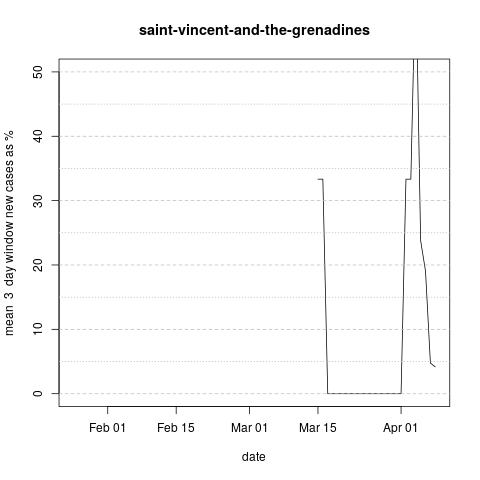 saint-vincent-and-the-grenadines
mean  3  day window new cases as %
50
40
30
20
10
0
Feb 01 Feb 15 Mar 01 Mar 15 Apr 01
date